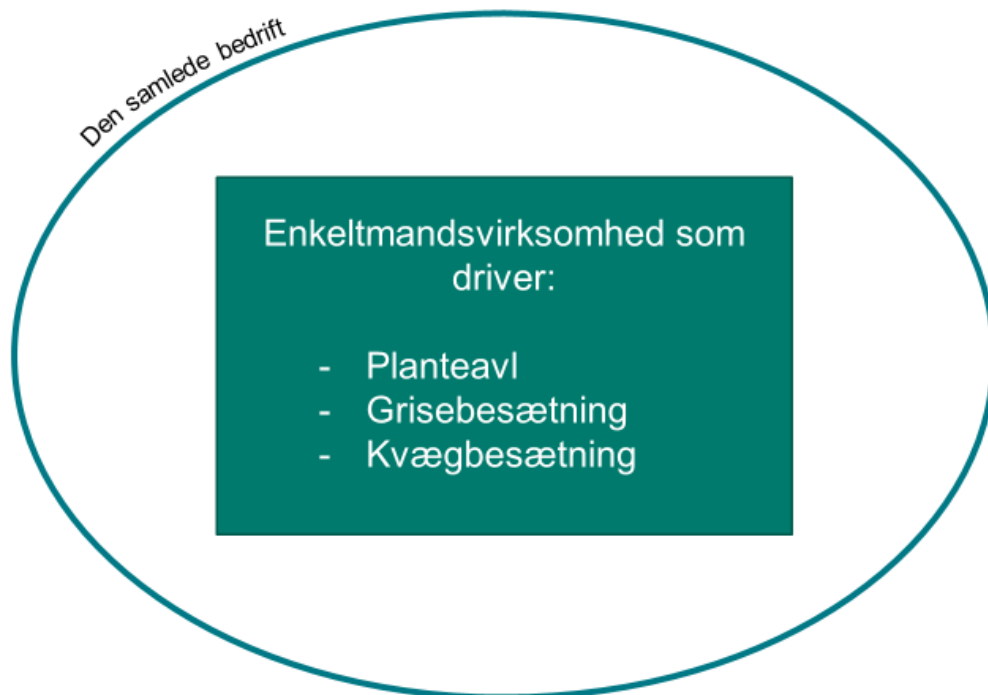 Den samlede bedrift
Enkeltmandsvirksomhed som
driver:
- Planteavl
- Grisebesætning
- Kvægbesætning